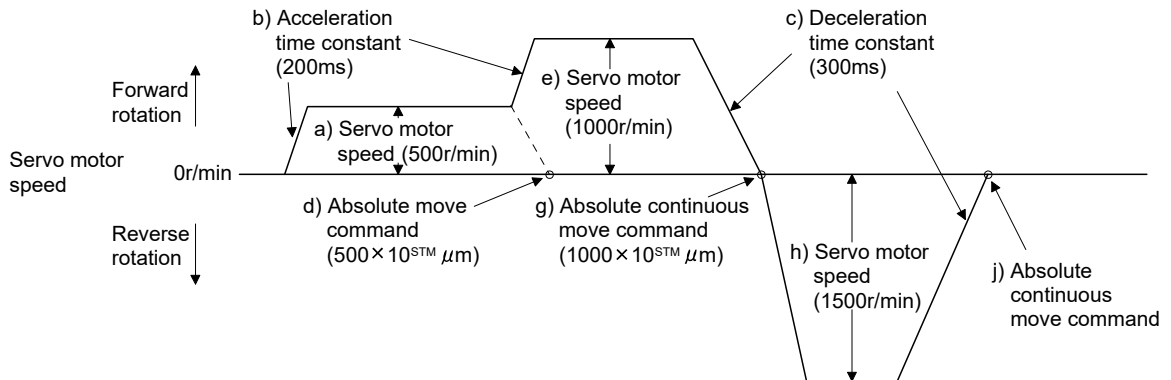 b) Acceleration
time constant
(200ms)
c) Deceleration
time constant
(300ms)
Forward
rotation
e) Servo motor
speed
(1000r/min)
a) Servo motor
speed (500r/min)
Servo motor
speed
0r/min
d) Absolute move
command
(500×10STM μm)
g) Absolute continuous
move command
(1000×10STM μm)
Reverse
rotation
h) Servo motor
speed
(1500r/min)
j) Absolute
continuous
move command